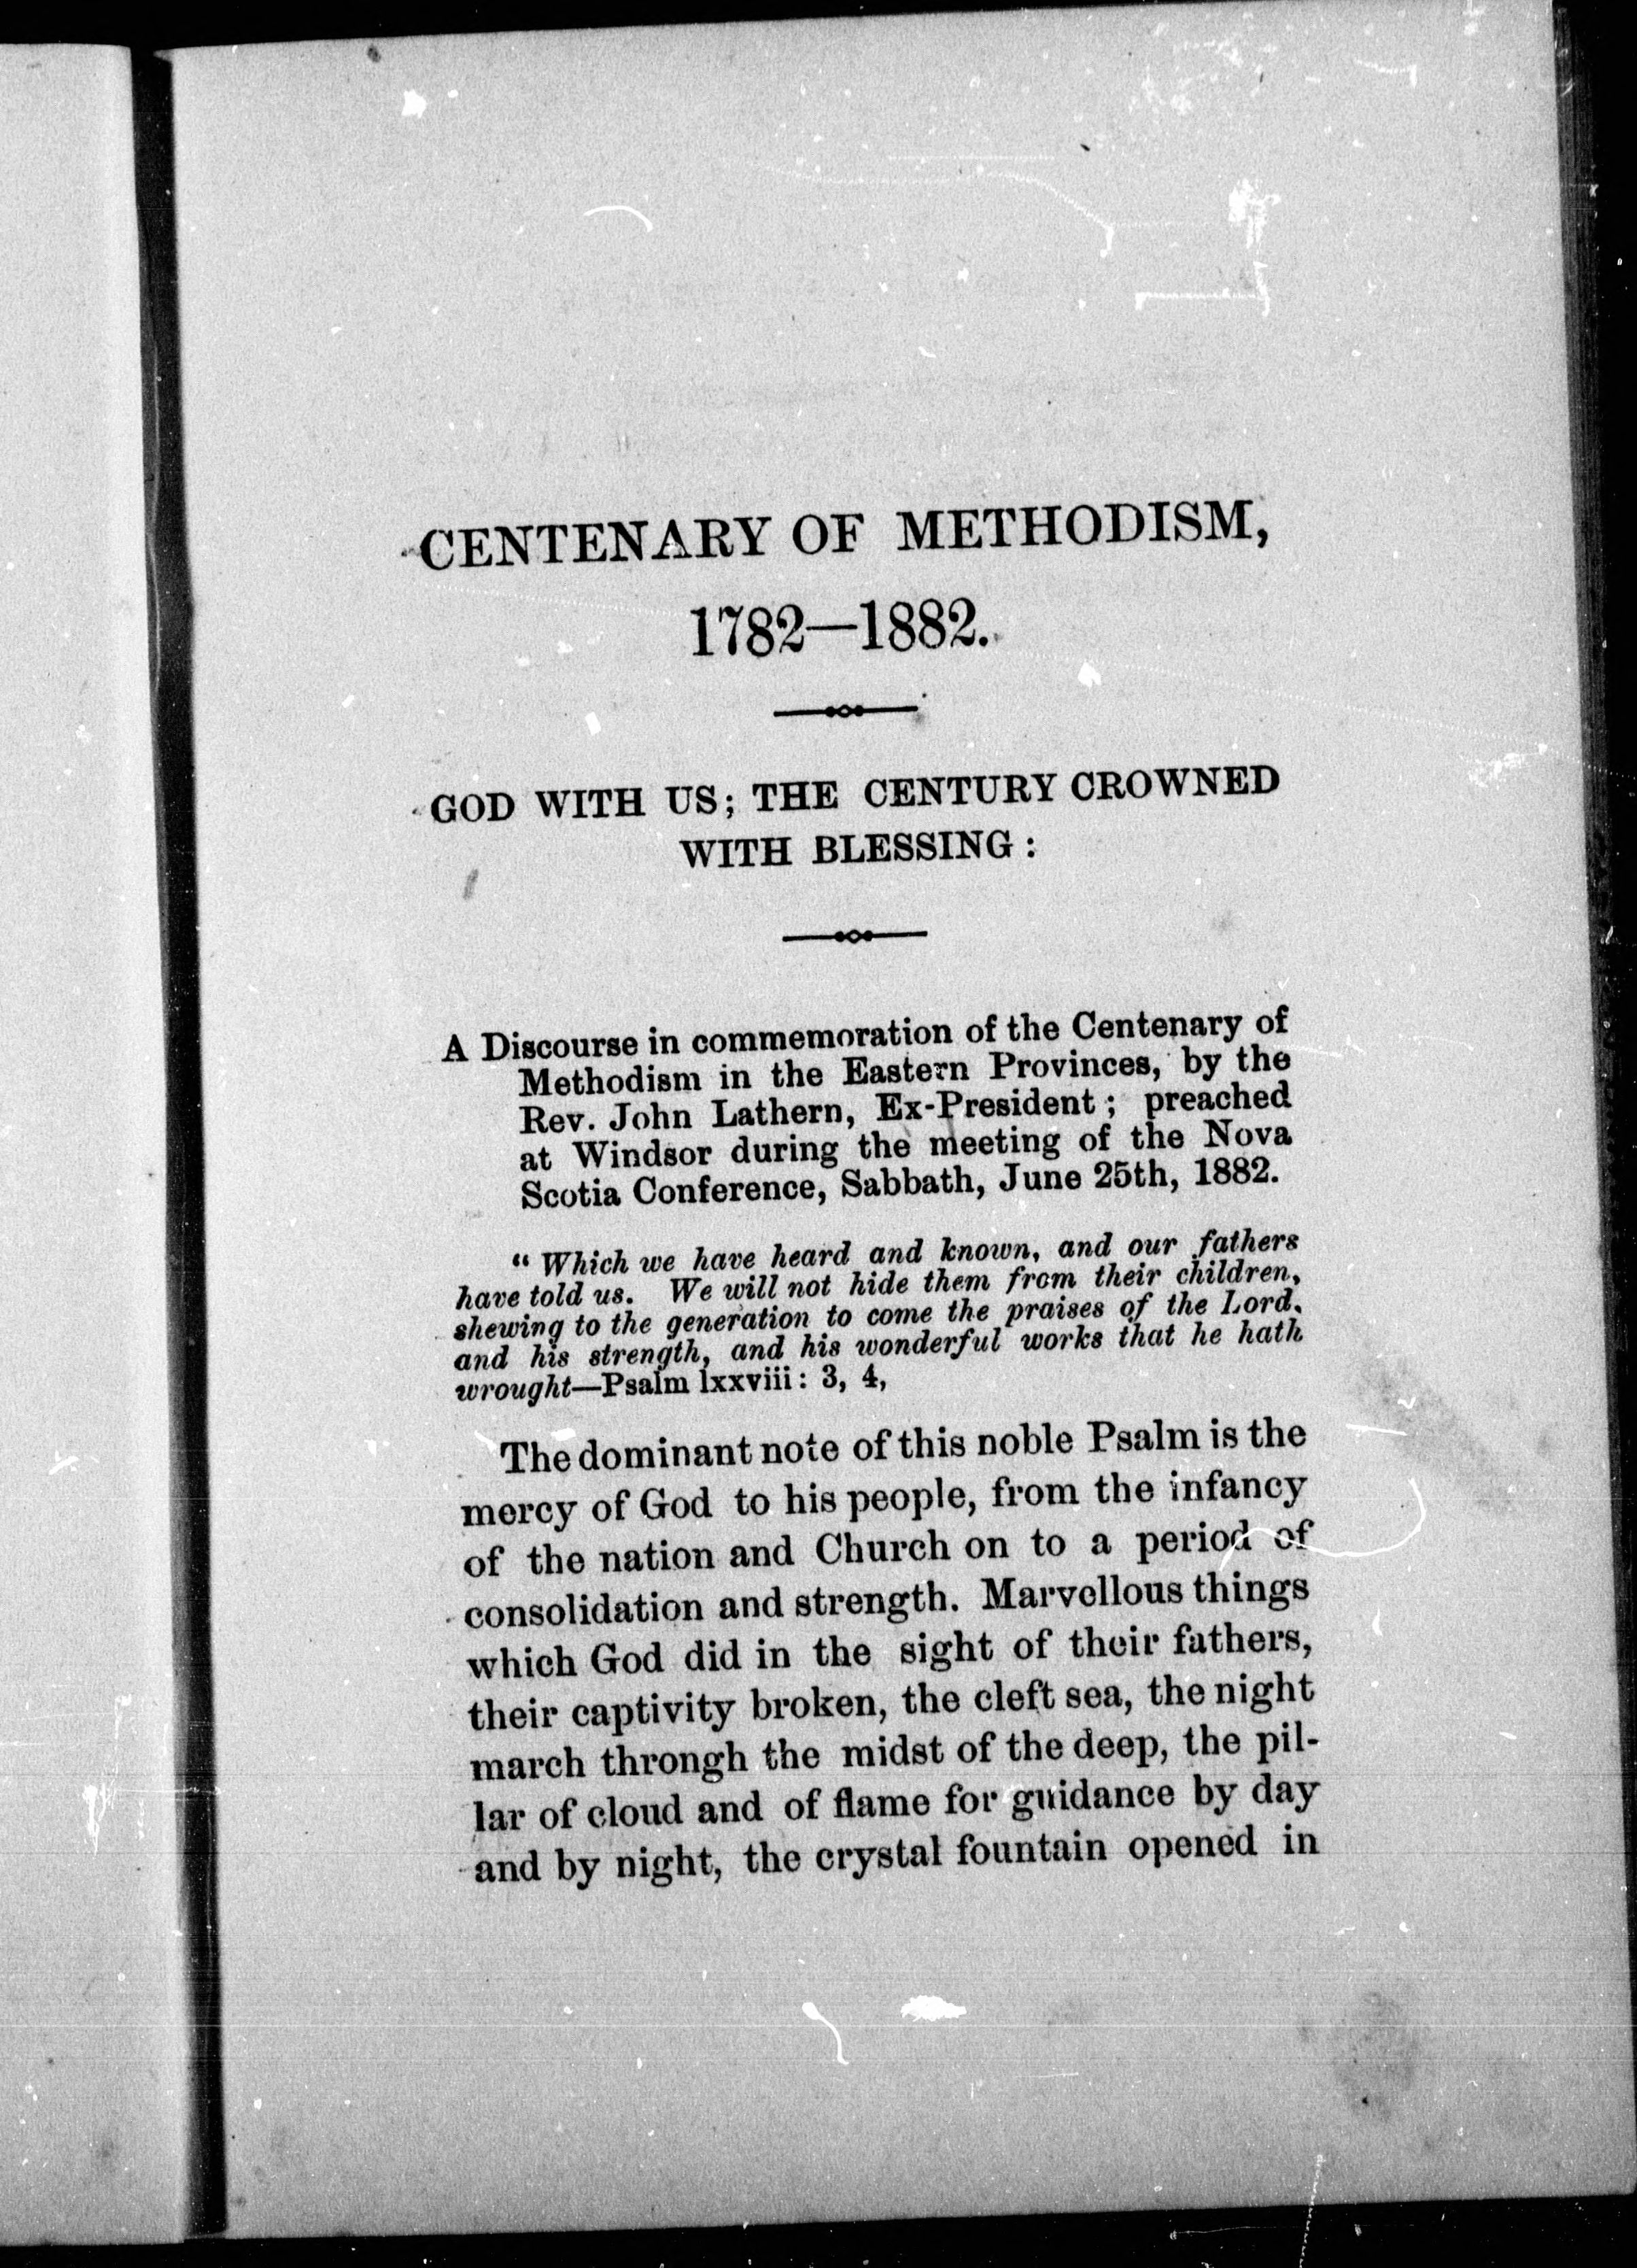 CENTENARY OF METHODISM,
1782—1882.
GOD WITH US; THE CENTURY CROWNED
WITH BLESSING:
A Discourse in commemoration of the Centenary of
Methodism in the Eastern Provinces, by the
Rev. John Lathern, Ex-President; preached
at Windsor during the meeting of the Nova
Scotia Conference, Sabbath, June 25th, 1882.
"Which we have heard and known, and our fathers
have told us. We will not hide them from their children,
shewing to the generation to come the praises of the Lord,
and his strength, and his wonderful works that he hath
wrought—Psalm lxxviii: 3, 4,
The dominant note of this noble Psalm is the
mercy of God to his people, from the infancy
of the nation and Church on to a period of
consolidation and strength. Marvellous things
which God did in the sight of their fathers,
their captivity broken, the cleft sea, the night
march throngh the midst of the deep, the pil-
lar of cloud and of flame for guidance by day
and by night, the crystal fountain opened in